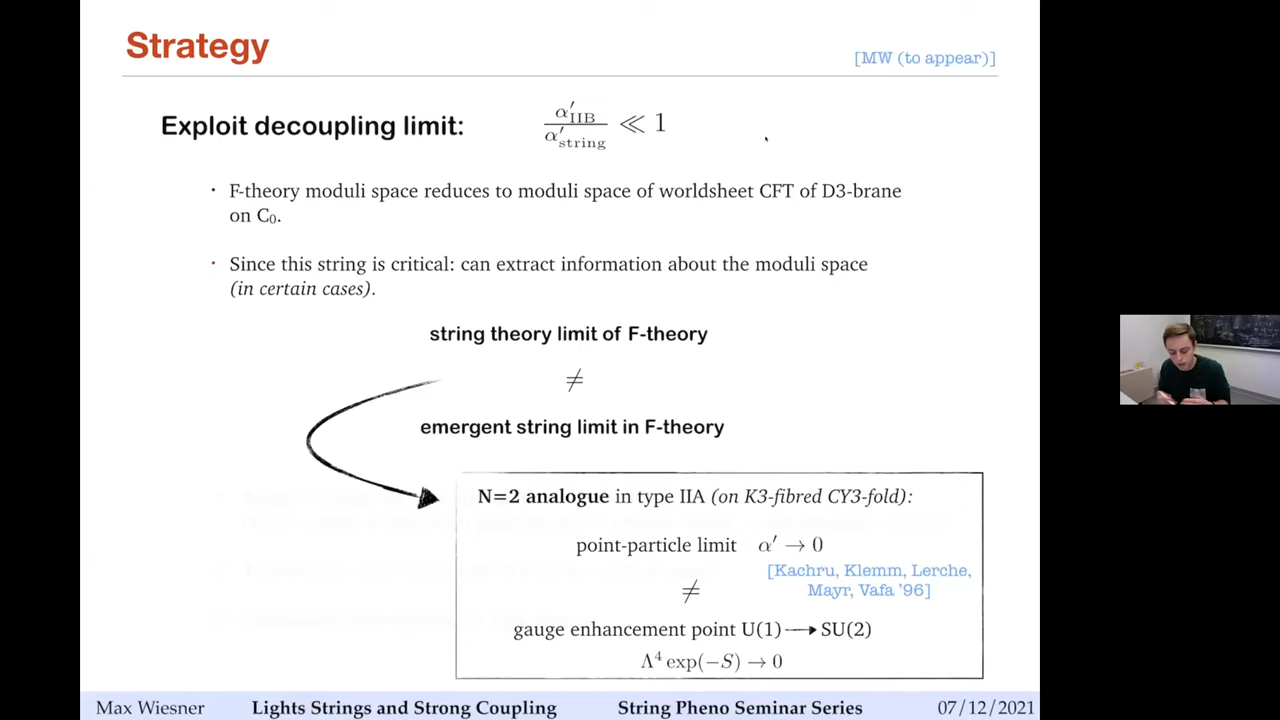 Strategy
[MW (to appear)]
Exploit decoupling limit: α′IIB / α′string ≪ 1
· F-theory moduli space reduces to moduli space of worldsheet CFT of D3-brane
on C₀.
· Since this string is critical: can extract information about the moduli space
(in certain cases).
string theory limit of F-theory
≠
emergent string limit in F-theory
N=2 analogue in type IIA (on K3-fibred CY3-fold):
point-particle limit α′ → 0
[Kachru, Klemm, Lerche,
Mayr, Vafa '96]
≠
gauge enhancement point U(1) → SU(2)
Λ⁴ exp(−S) → 0
Max Wiesner Lights Strings and Strong Coupling String Pheno Seminar Series 07/12/2021